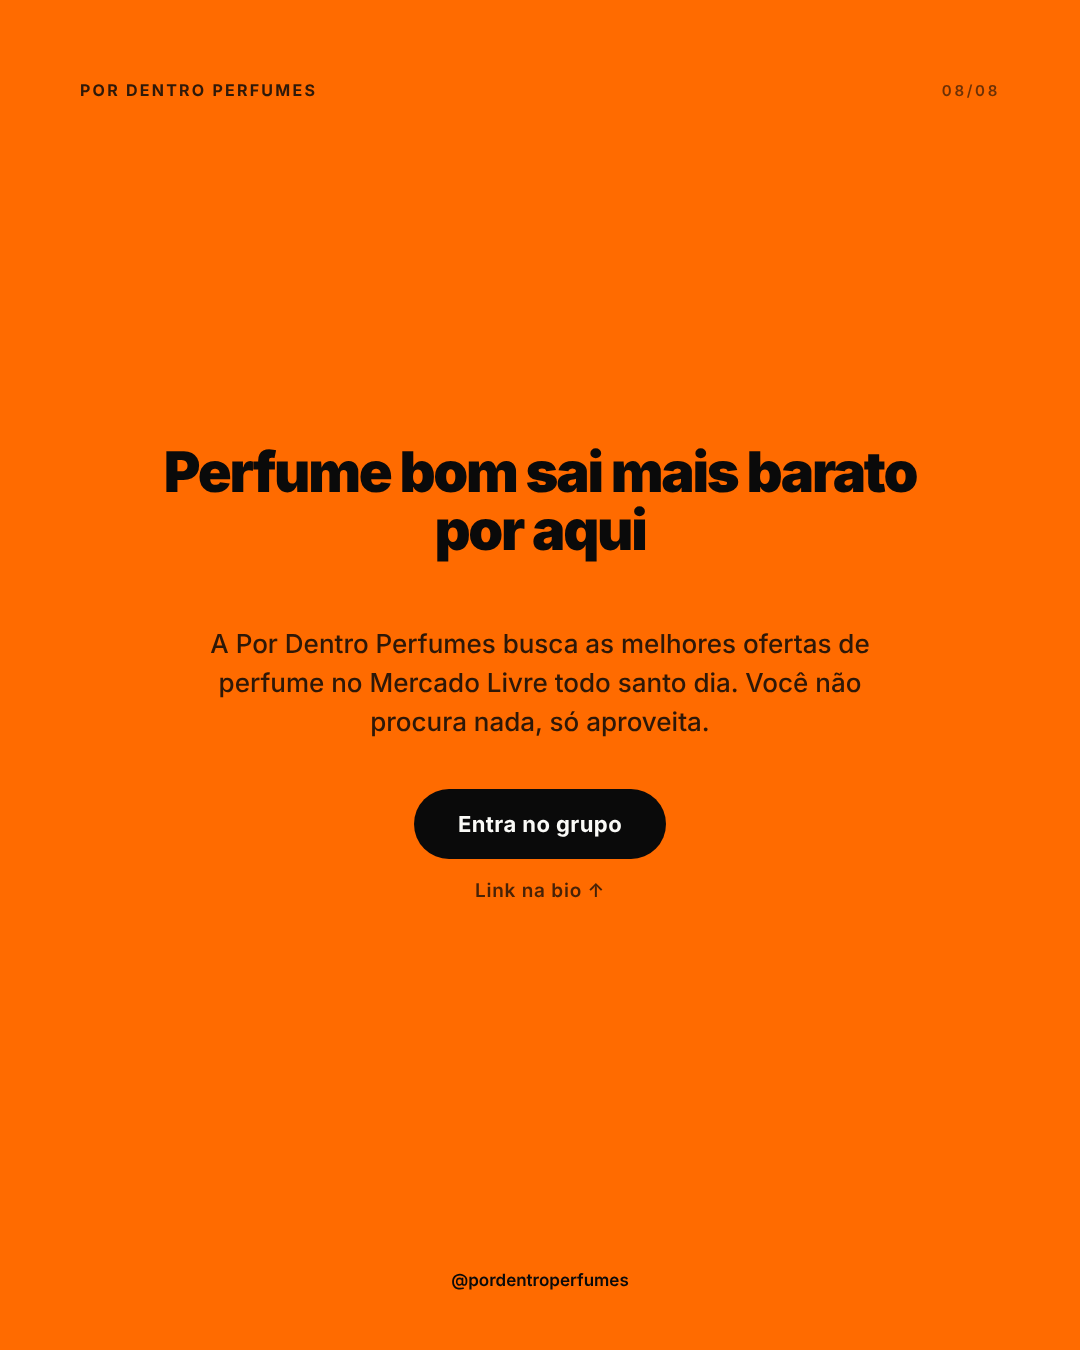 POR DENTRO PERFUMES
08/08
Perfume bom sai mais barato
por aqui
A Por Dentro Perfumes busca as melhores ofertas de
perfume no Mercado Livre todo santo dia. Você não
procura nada, só aproveita.
Entra no grupo
Link na bio ↑
@pordentroperfumes